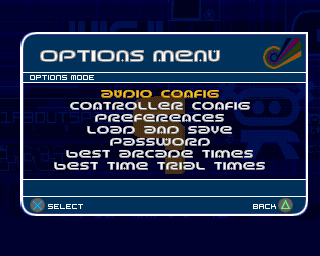 OPTIONS MENU
OPTIONS MODE
AUDIO CONFIG
CONTROLLER CONFIG
PREFERENCES
LOAD AND SAVE
PASSWORD
BEST ARCADE TIMES
BEST TIME TRIAL TIMES
SELECT
BACK